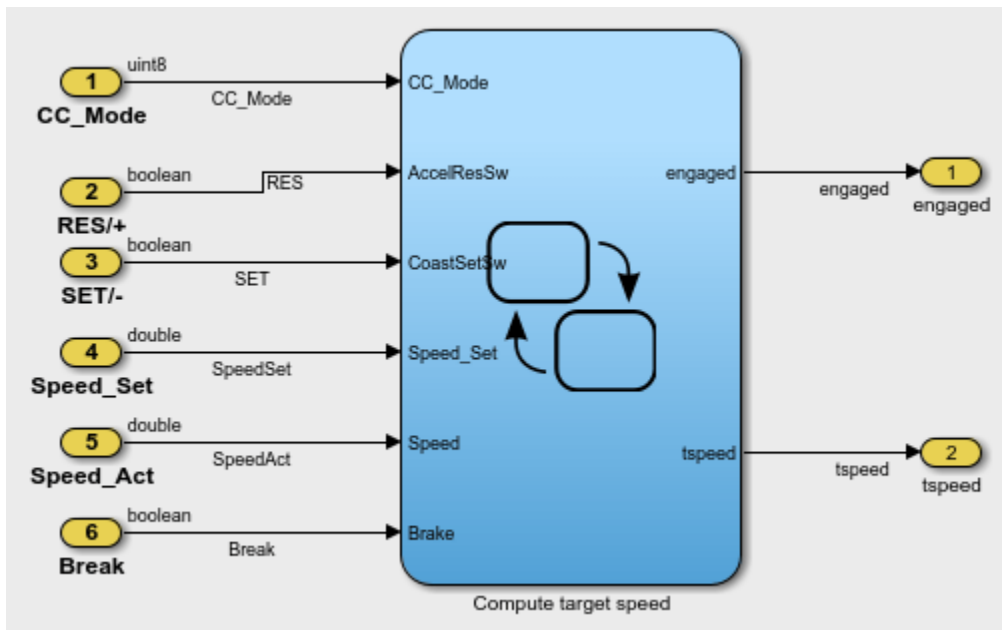 uint8
1
CC_Mode
CC_Mode
CC_Mode
boolean
2
RES
RES/+
AccelResSw
boolean
3
SET
SET/-
CoastSetSw
double
4
SpeedSet
Speed_Set
Speed_Set
double
5
SpeedAct
Speed_Act
Speed
boolean
6
Break
Break
Brake
engaged
engaged
1
engaged
tspeed
tspeed
2
tspeed
Compute target speed